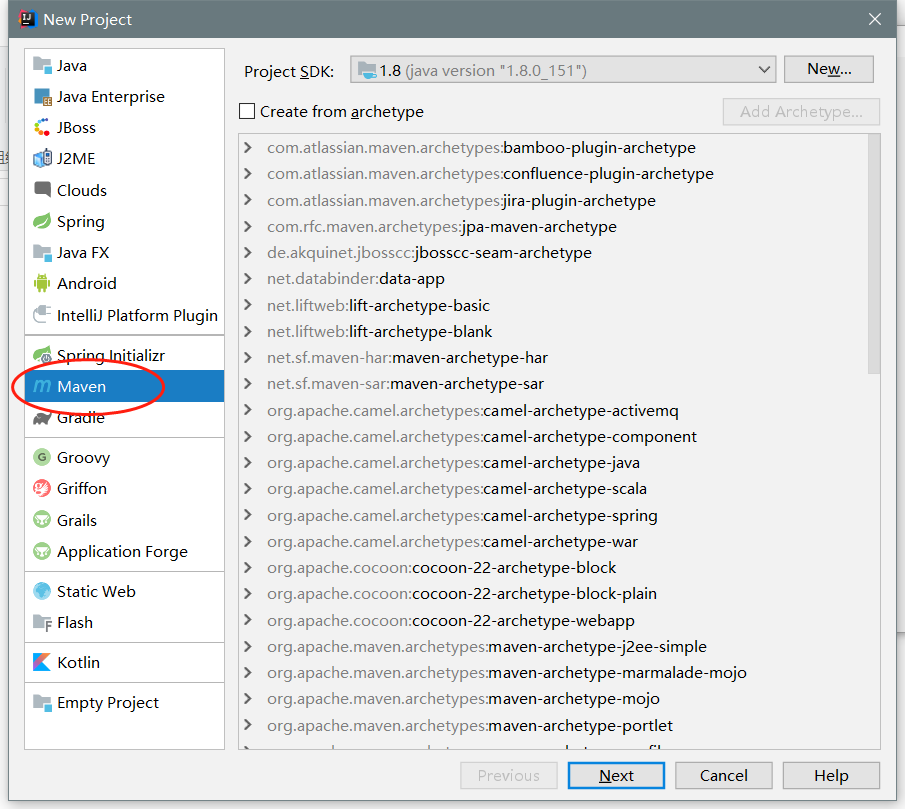 New Project
Java
Java Enterprise
JBoss
J2ME
Clouds
Spring
Java FX
Android
IntelliJ Platform Plugin
Spring Initializr
Maven
Gradle
Groovy
Griffon
Grails
Application Forge
Static Web
Flash
Kotlin
Empty Project
Project SDK: 1.8 (java version "1.8.0_151") New...
Create from archetype Add Archetype...
com.atlassian.maven.archetypes:bamboo-plugin-archetype
com.atlassian.maven.archetypes:confluence-plugin-archetype
com.atlassian.maven.archetypes:jira-plugin-archetype
com.rfc.maven.archetypes:jpa-maven-archetype
de.akquinet.jbosscc:jbosscc-seam-archetype
net.databinder:data-app
net.liftweb:lift-archetype-basic
net.liftweb:lift-archetype-blank
net.sf.maven-har:maven-archetype-har
net.sf.maven-sar:maven-archetype-sar
org.apache.camel.archetypes:camel-archetype-activemq
org.apache.camel.archetypes:camel-archetype-component
org.apache.camel.archetypes:camel-archetype-java
org.apache.camel.archetypes:camel-archetype-scala
org.apache.camel.archetypes:camel-archetype-spring
org.apache.camel.archetypes:camel-archetype-war
org.apache.cocoon:cocoon-22-archetype-block
org.apache.cocoon:cocoon-22-archetype-block-plain
org.apache.cocoon:cocoon-22-archetype-webapp
org.apache.maven.archetypes:maven-archetype-j2ee-simple
org.apache.maven.archetypes:maven-archetype-marmalade-mojo
org.apache.maven.archetypes:maven-archetype-mojo
org.apache.maven.archetypes:maven-archetype-portlet
Previous Next Cancel Help